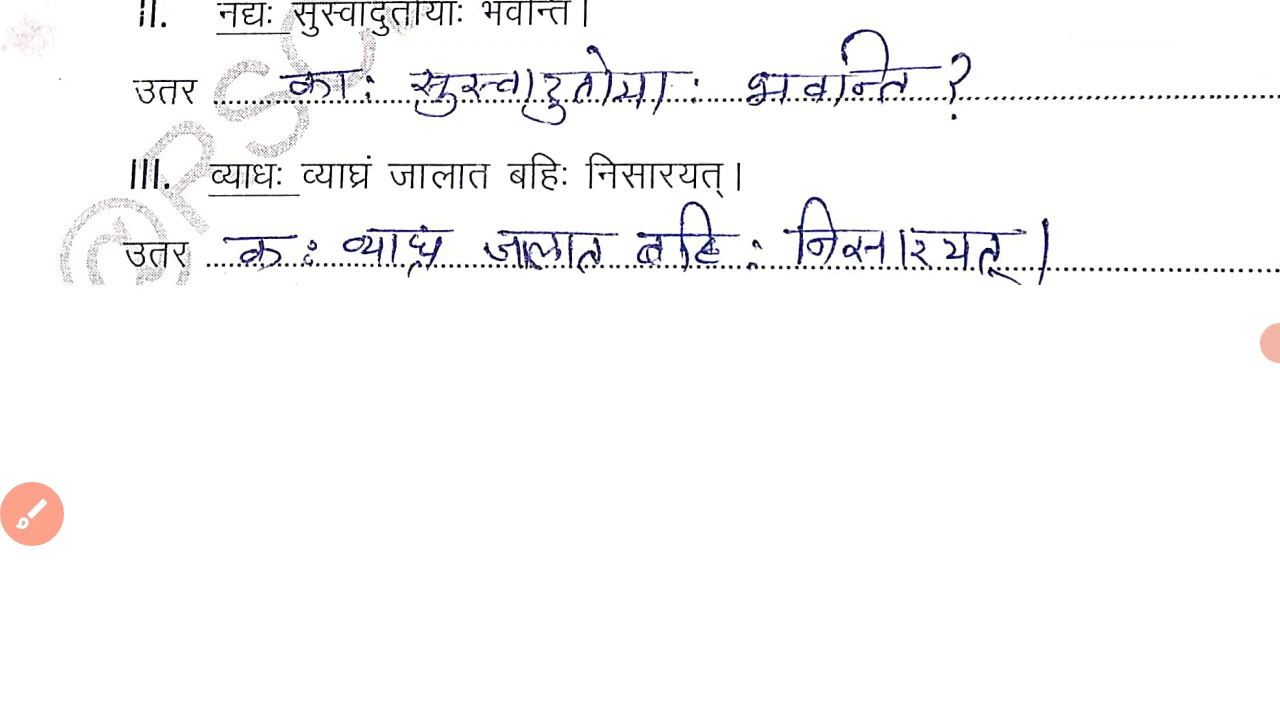 II. नद्यः सुस्वादुतोयाः भवन्ति।
उतर काः सुस्वादुतोयाः भवन्ति ?
III. व्याधः व्याघ्रं जालात बहिः निसारयत्।
उतर कः व्याघ्रं जालात बहिः निसारयत्।